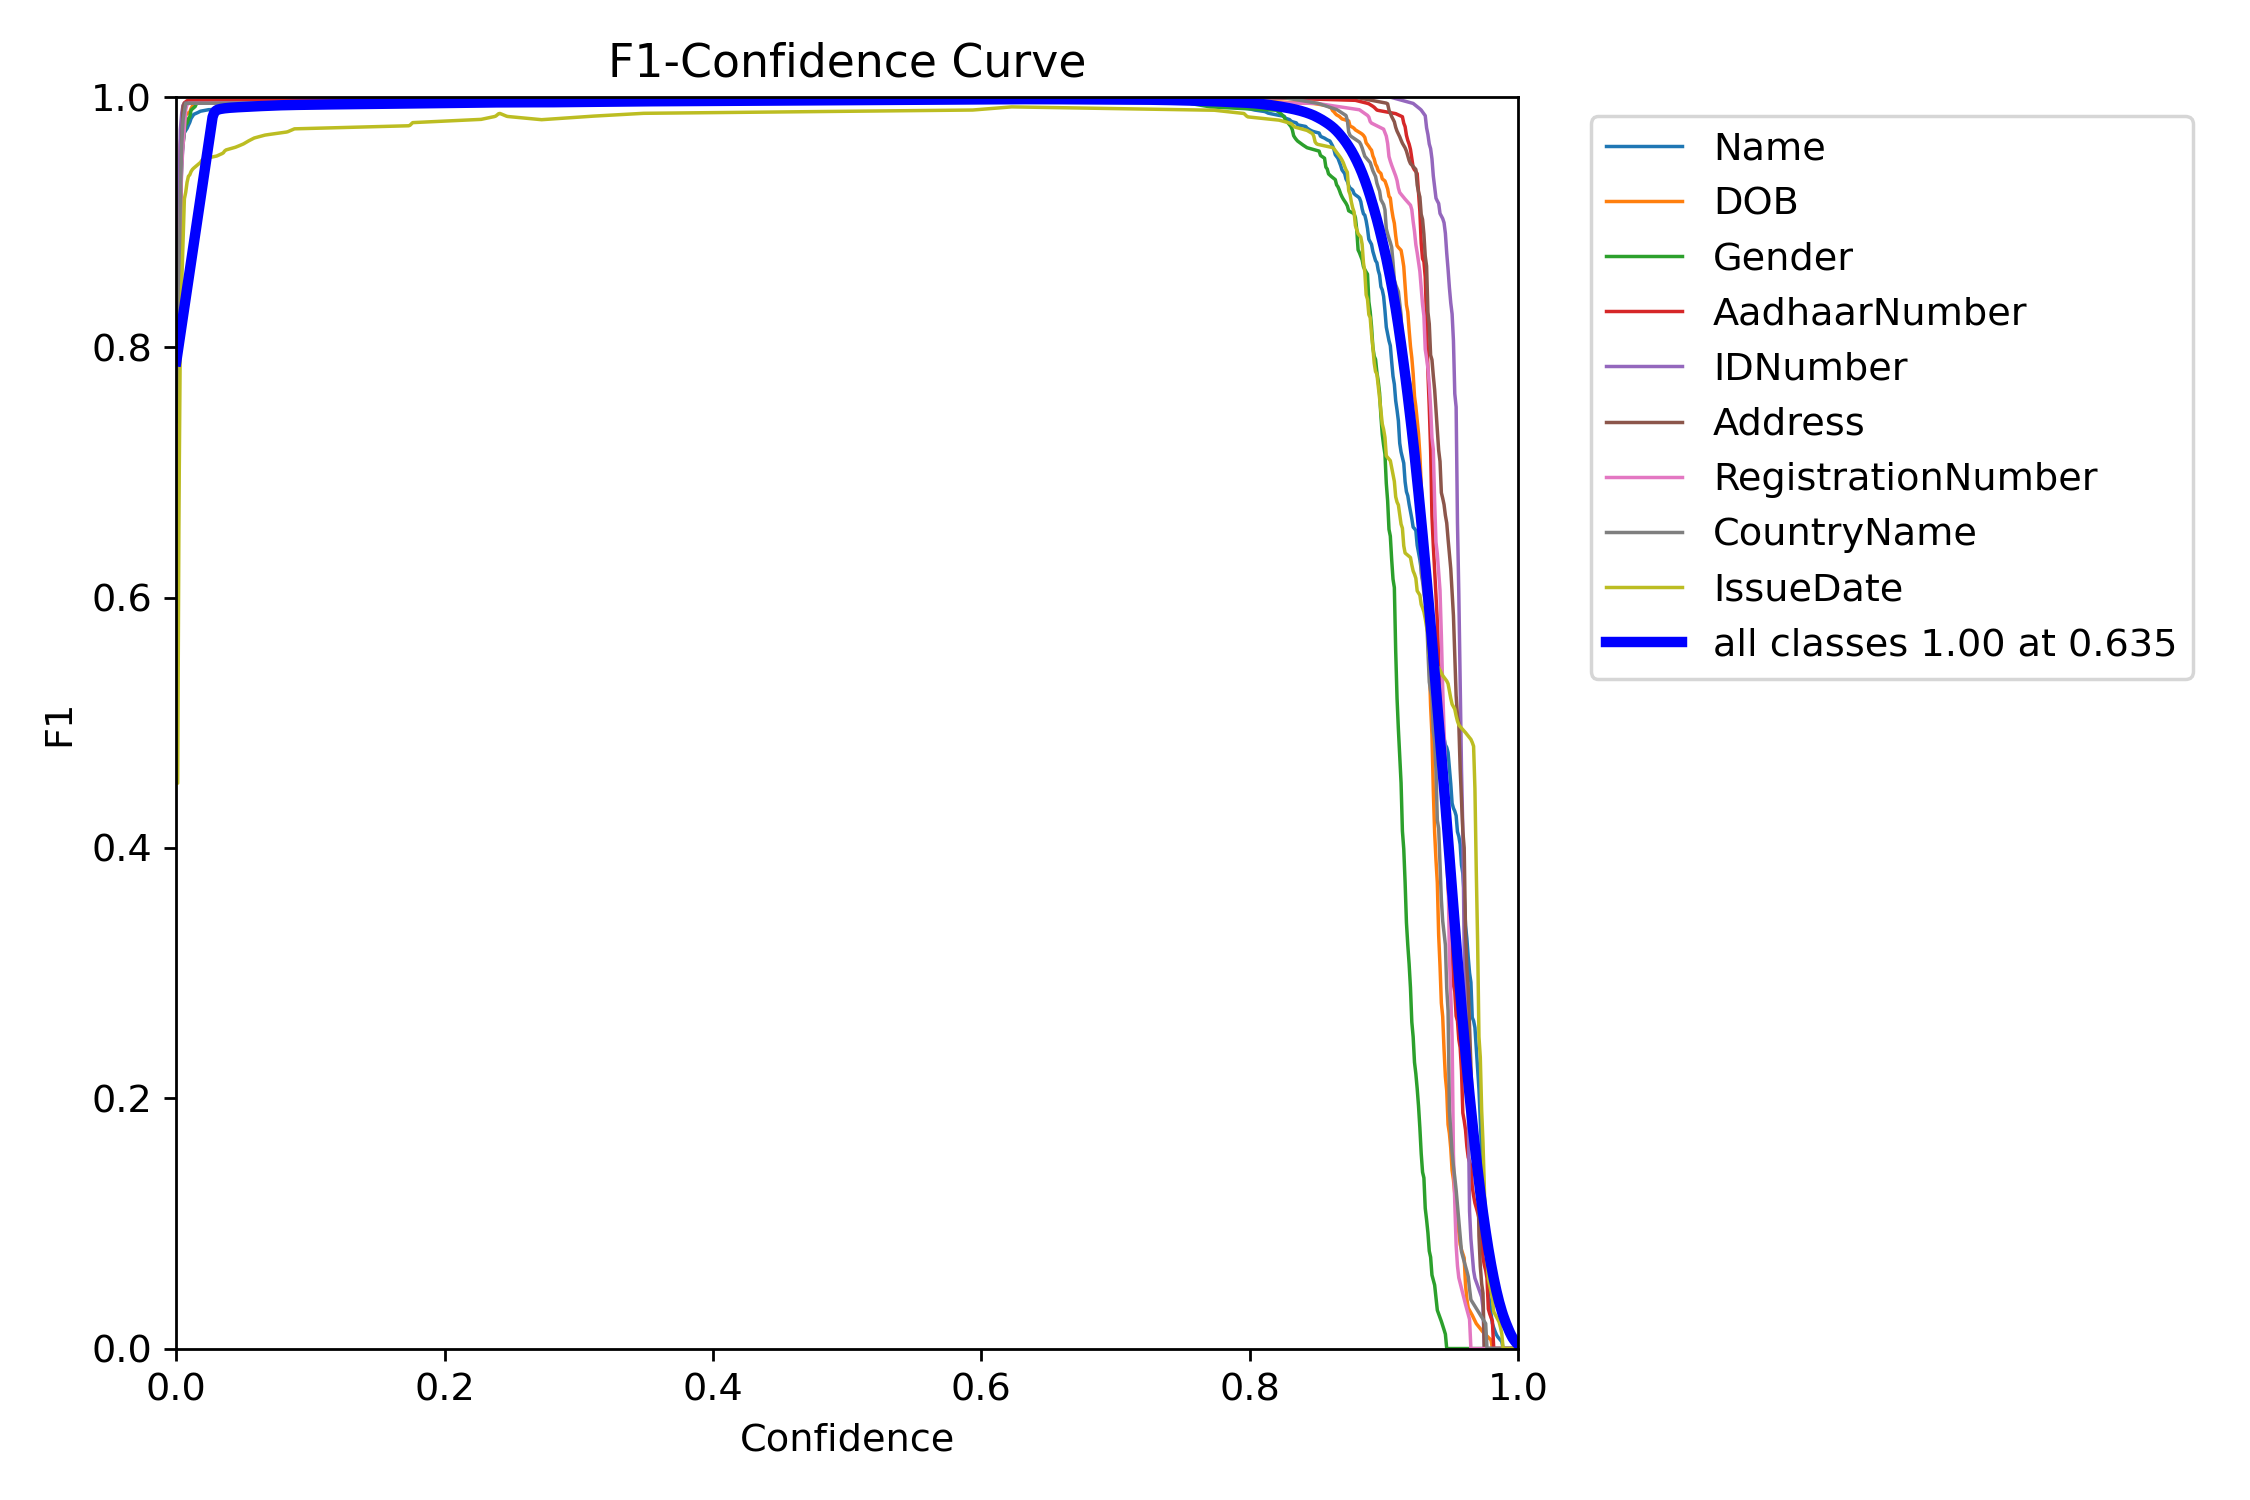 F1-Confidence Curve
1.0
0.8
0.6
0.4
0.2
0.0
F1
0.0 0.2 0.4 0.6 0.8 1.0
Confidence
Name
DOB
Gender
AadhaarNumber
IDNumber
Address
RegistrationNumber
CountryName
IssueDate
all classes 1.00 at 0.635